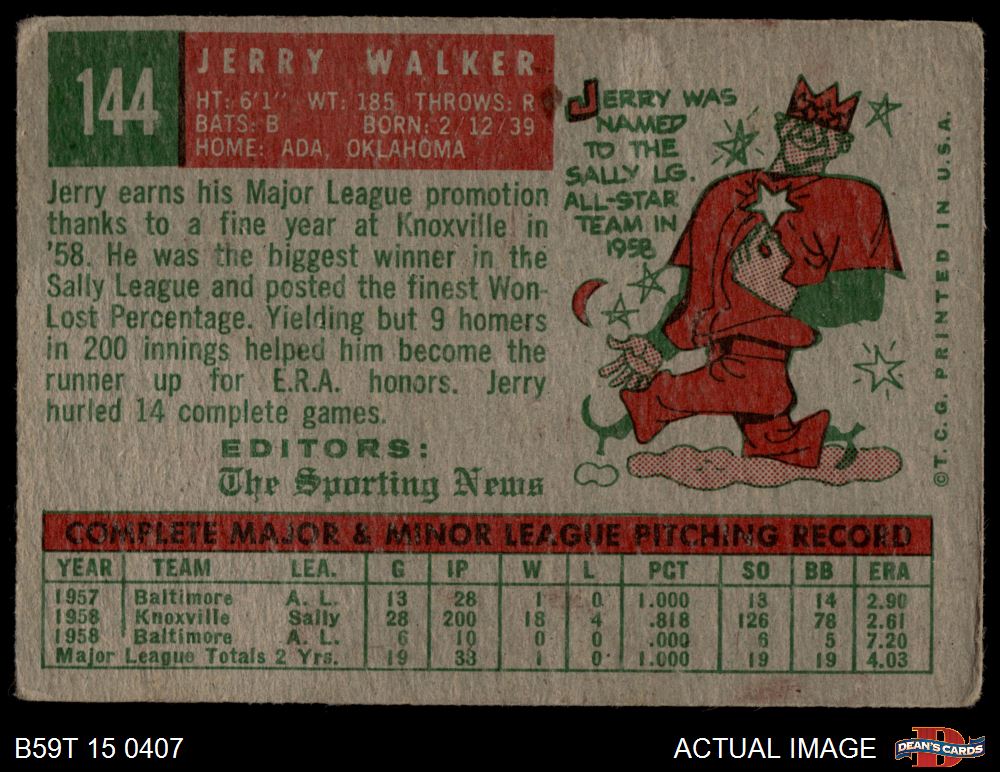 144
JERRY WALKER
HT: 6'1" WT: 185 THROWS: R
BATS: B BORN: 2/12/39
HOME: ADA, OKLAHOMA
Jerry earns his Major League promotion
thanks to a fine year at Knoxville in
'58. He was the biggest winner in the
Sally League and posted the finest Won-
Lost Percentage. Yielding but 9 homers
in 200 innings helped him become the
runner up for E.R.A. honors. Jerry
hurled 14 complete games.
EDITORS:
The Sporting News
JERRY WAS
NAMED
TO THE
SALLY LG.
ALL-STAR
TEAM IN
1958
© T. C. G. PRINTED IN U.S.A.
COMPLETE MAJOR & MINOR LEAGUE PITCHING RECORD
YEAR TEAM LEA. G IP W L PCT SO BB ERA
1957 Baltimore A. L. 13 28 1 0 1.000 13 14 2.90
1958 Knoxville Sally 28 200 18 4 .818 126 78 2.61
1958 Baltimore A. L. 6 10 0 0 .000 6 5 7.20
Major League Totals 2 Yrs. 19 38 1 0 1.000 19 19 4.03
B59T 15 0407
ACTUAL IMAGE
D
DEAN'S CARDS